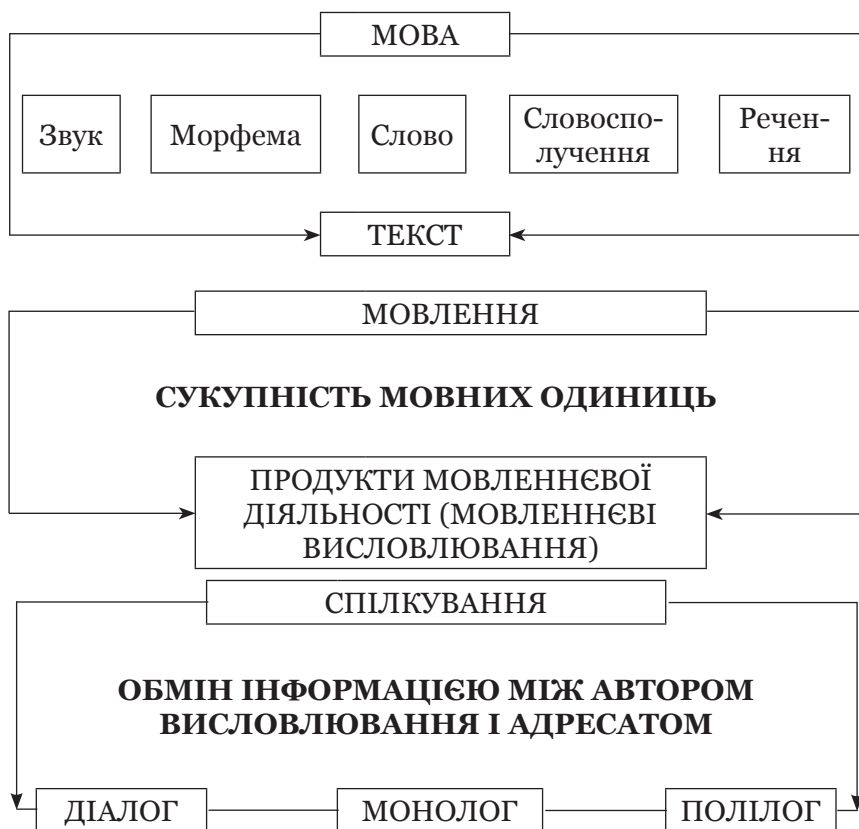 МОВА
Звук Морфема Слово Словоспо-
лучення Речен-
ня
ТЕКСТ
МОВЛЕННЯ
СУКУПНІСТЬ МОВНИХ ОДИНИЦЬ
ПРОДУКТИ МОВЛЕННЄВОЇ
ДІЯЛЬНОСТІ (МОВЛЕННЄВІ
ВИСЛОВЛЮВАННЯ)
СПІЛКУВАННЯ
ОБМІН ІНФОРМАЦІЄЮ МІЖ АВТОРОМ
ВИСЛОВЛЮВАННЯ І АДРЕСАТОМ
ДІАЛОГ МОНОЛОГ ПОЛІЛОГ